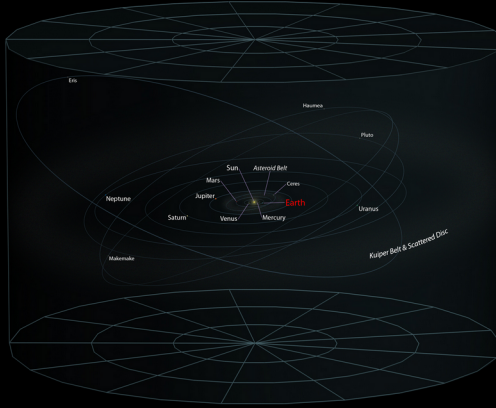 Eris
Haumea
Pluto
Sun
Asteroid Belt
Mars
Ceres
Jupiter
Earth
Neptune
Uranus
Saturn
Venus
Mercury
Kuiper Belt & Scattered Disc
Makemake